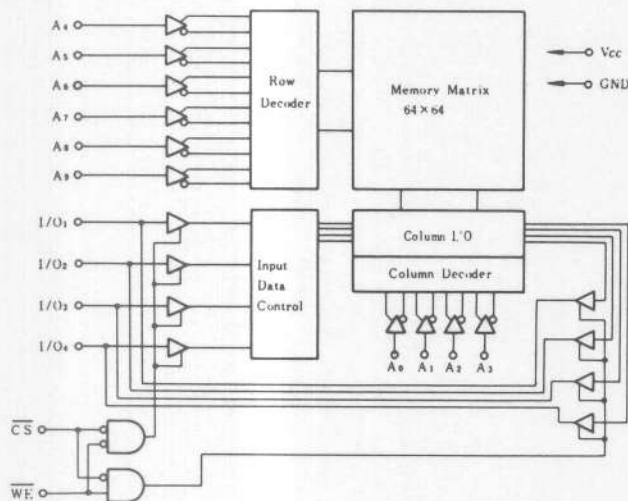 A4
A5
A6
A7
A8
A9
Row
Decoder
Memory Matrix
64×64
Vcc
GND
I/O1
I/O2
I/O3
I/O4
Input
Data
Control
Column I/O
Column Decoder
A0 A1 A2 A3
CS
WE